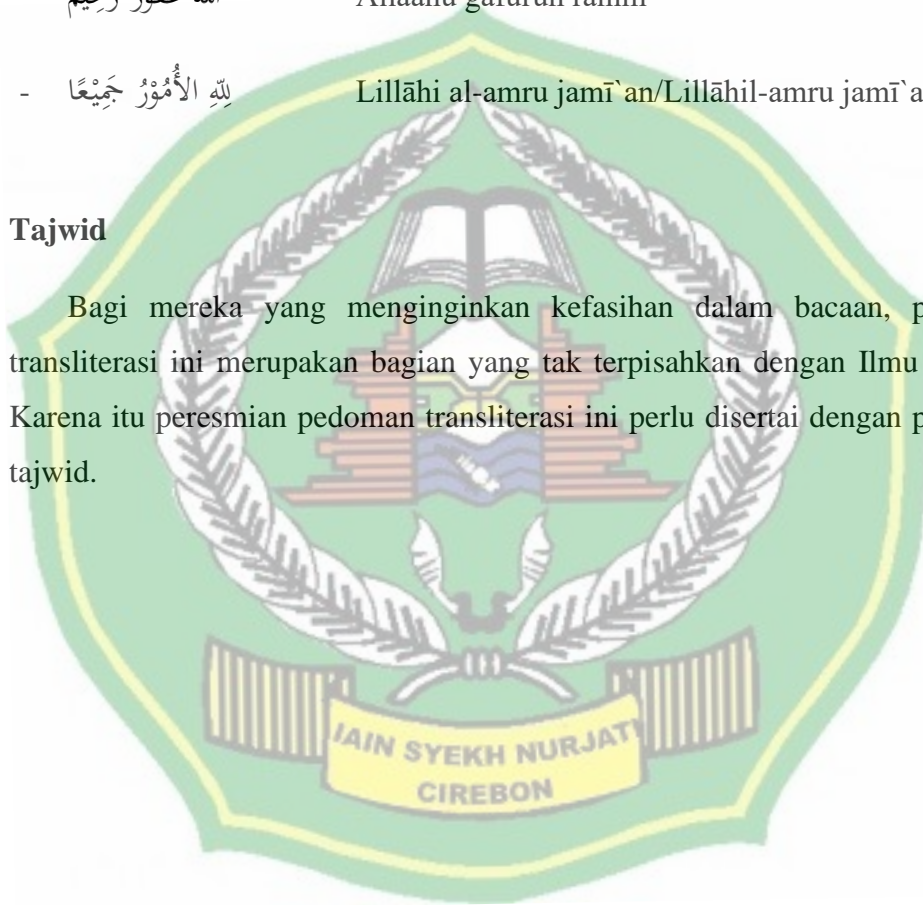 - لِلّهِ الأُمُوْرُ جَمِيْعًا Lillāhi al-amru jamī`an/Lillāhil-amru jamī`a
Tajwid
Bagi mereka yang menginginkan kefasihan dalam bacaan, p
transliterasi ini merupakan bagian yang tak terpisahkan dengan Ilmu
Karena itu peresmian pedoman transliterasi ini perlu disertai dengan p
tajwid.
IAIN SYEKH NURJATI
CIREBON